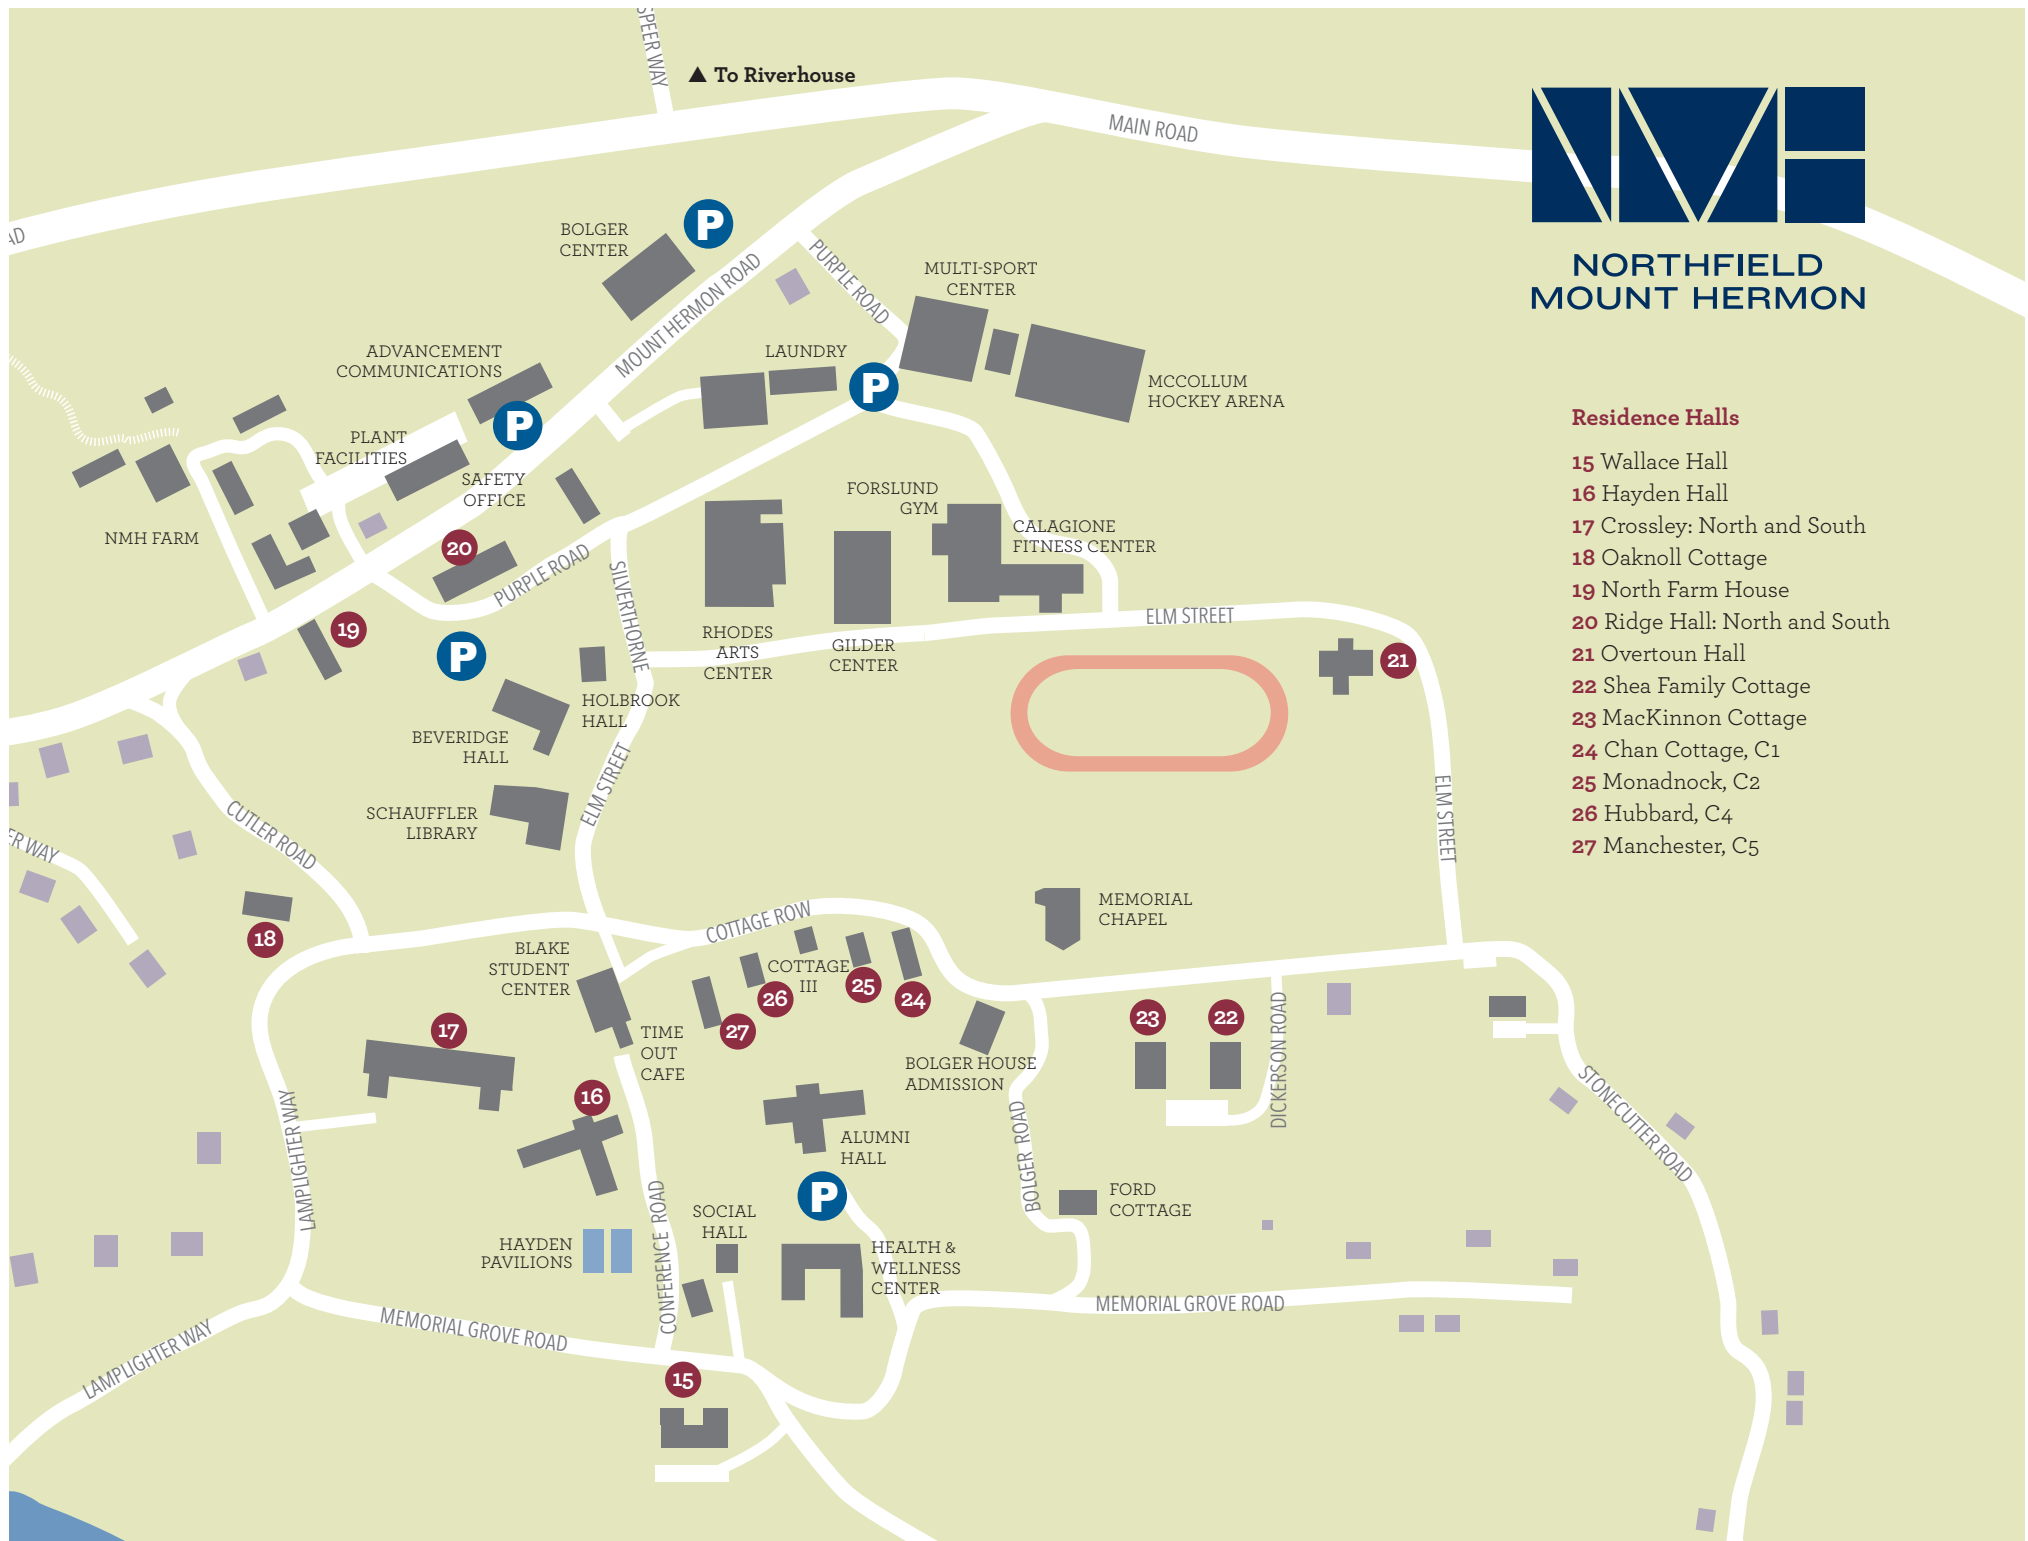 SPEER WAY
▲ To Riverhouse
MAIN ROAD
NORTHFIELD
MOUNT HERMON
AD
BOLGER
CENTER
P
MOUNT HERMON ROAD
PURPLE ROAD
MULTI-SPORT
CENTER
ADVANCEMENT
COMMUNICATIONS
LAUNDRY
P
MCCOLLUM
HOCKEY ARENA
P
PLANT
FACILITIES
SAFETY
OFFICE
NMH FARM
20
PURPLE ROAD
SILVERTHORNE
FORSLUND
GYM
CALAGIONE
FITNESS CENTER
RHODES
ARTS
CENTER
GILDER
CENTER
ELM STREET
19
P
21
HOLBROOK
HALL
BEVERIDGE
HALL
ELM STREET
SCHAUFFLER
LIBRARY
ELM STREET
CUTLER ROAD
ER WAY
18
Residence Halls
15 Wallace Hall
16 Hayden Hall
17 Crossley: North and South
18 Oaknoll Cottage
19 North Farm House
20 Ridge Hall: North and South
21 Overtoun Hall
22 Shea Family Cottage
23 MacKinnon Cottage
24 Chan Cottage, C1
25 Monadnock, C2
26 Hubbard, C4
27 Manchester, C5
COTTAGE ROW
MEMORIAL
CHAPEL
BLAKE
STUDENT
CENTER
COTTAGE
III
26
25
24
27
17
TIME
OUT
CAFE
BOLGER HOUSE
ADMISSION
23
22
DICKERSON ROAD
STONECUTTER ROAD
16
LAMPLIGHTER WAY
ALUMNI
HALL
P
BOLGER ROAD
FORD
COTTAGE
CONFERENCE ROAD
SOCIAL
HALL
HAYDEN
PAVILIONS
HEALTH &
WELLNESS
CENTER
MEMORIAL GROVE ROAD
MEMORIAL GROVE ROAD
LAMPLIGHTER WAY
15